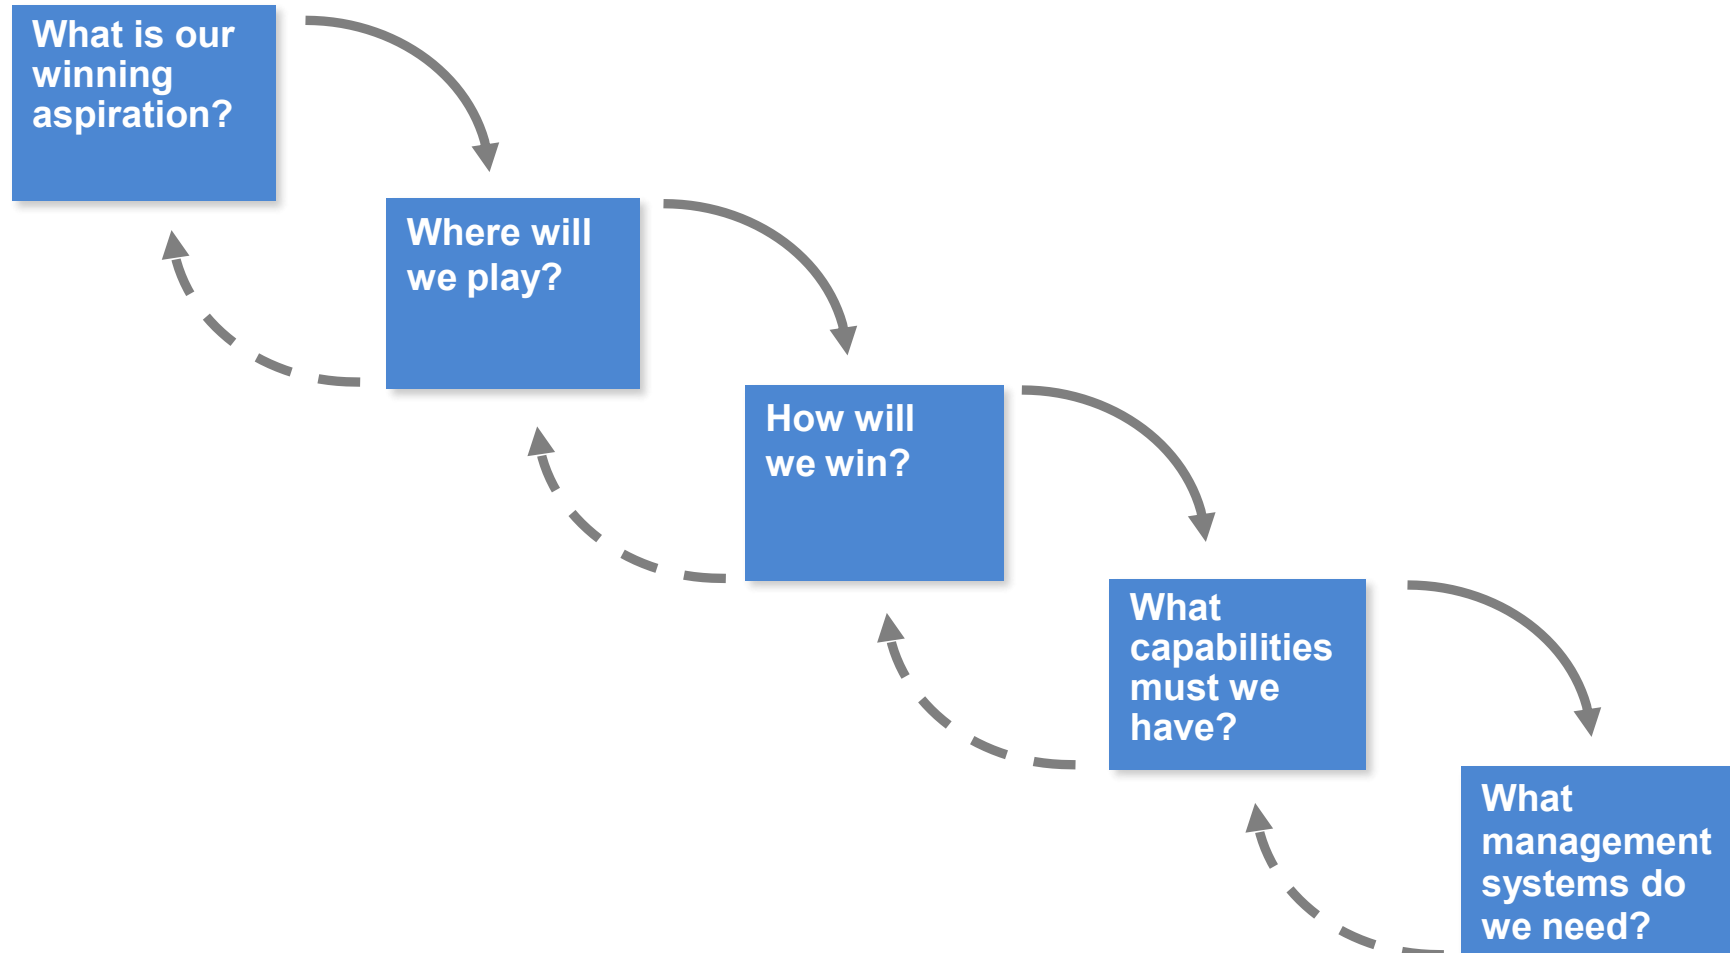 What is our
winning
aspiration?
Where will
we play?
How will
we win?
What
capabilities
must we
have?
What
management
systems do
we need?